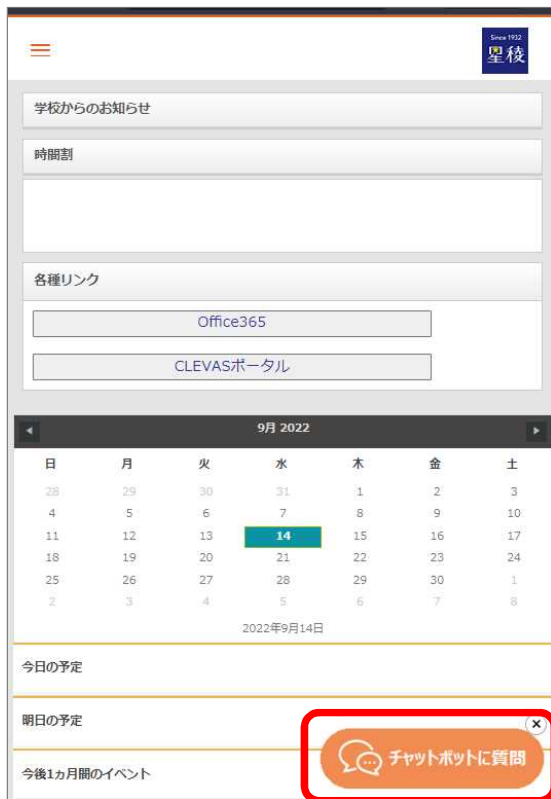 Since 1932
星稜
学校からのお知らせ
時間割
各種リンク
Office365
CLEVASポータル
9月 2022
日 月 火 水 木 金 土
28 29 30 31 1 2 3
4 5 6 7 8 9 10
11 12 13 14 15 16 17
18 19 20 21 22 23 24
25 26 27 28 29 30 1
2 3 4 5 6 7 8
2022年9月14日
今日の予定
明日の予定
チャットボットに質問
今後1ヵ月間のイベント